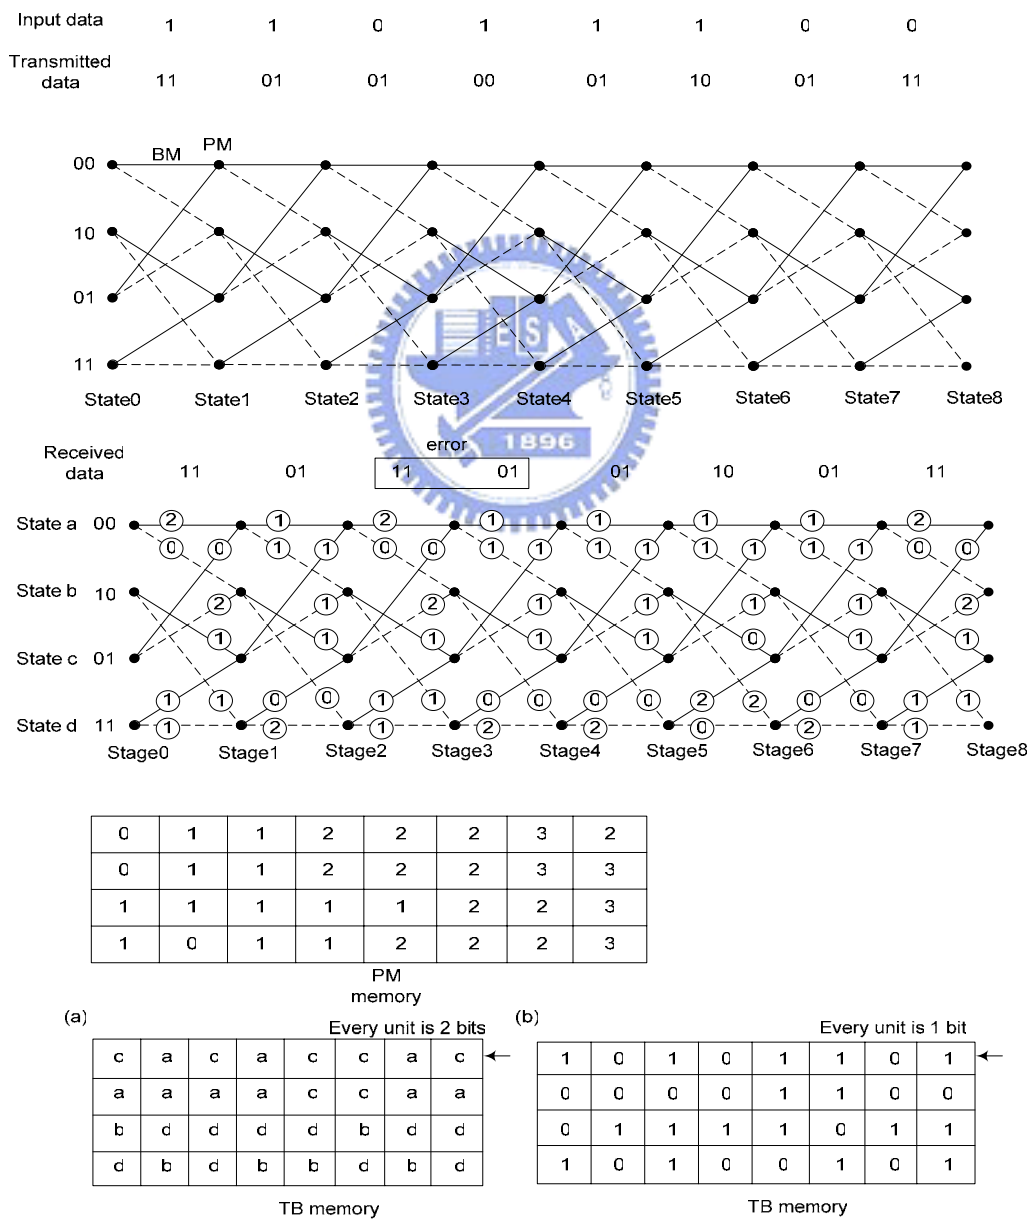 Input data 1 1 0 1 1 1 0 0
Transmitted
data 11 01 01 00 01 10 01 11
BM PM
00
10
01
11
State0 State1 State2 State3 State4 State5 State6 State7 State8
E S
1896
error
Received
data 11 01 11 01 01 10 01 11
State a 00 2 1 2 1 1 1 1 2
0 0 1 1 0 0 1 1 1 1 1 1 1 1 0
State b 10
2 1 2 1 1 1 2
State c 01 1 1 1 1 0 1 1
1 1 0 0 1 1 0 0 0 0 2 2 0 0 1 1
State d 11 1 2 1 2 2 0 2 1
Stage0 Stage1 Stage2 Stage3 Stage4 Stage5 Stage6 Stage7 Stage8
0 1 1 2 2 2 3 2
0 1 1 2 2 2 3 3
1 1 1 1 1 2 2 3
1 0 1 1 2 2 2 3
PM
memory
(a) Every unit is 2 bits
c a c a c c a c
a a a a c c a a
b d d d d b d d
d b d b b d b d
TB memory
(b) Every unit is 1 bit
1 0 1 0 1 1 0 1
0 0 0 0 1 1 0 0
0 1 1 1 1 0 1 1
1 0 1 0 0 1 0 1
TB memory